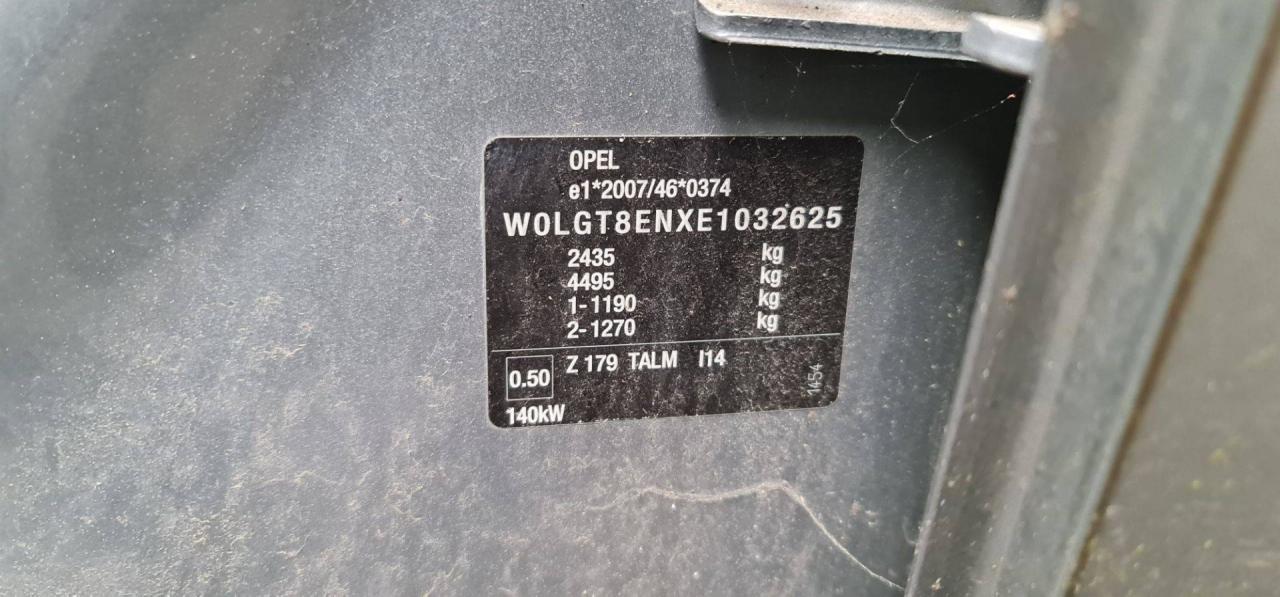 OPEL
e1*2007/46*0374
W0LGT8ENXE1032625
2435 kg
4495 kg
1-1190 kg
2-1270 kg
0.50 Z 179 TALM I14
140kW
1454